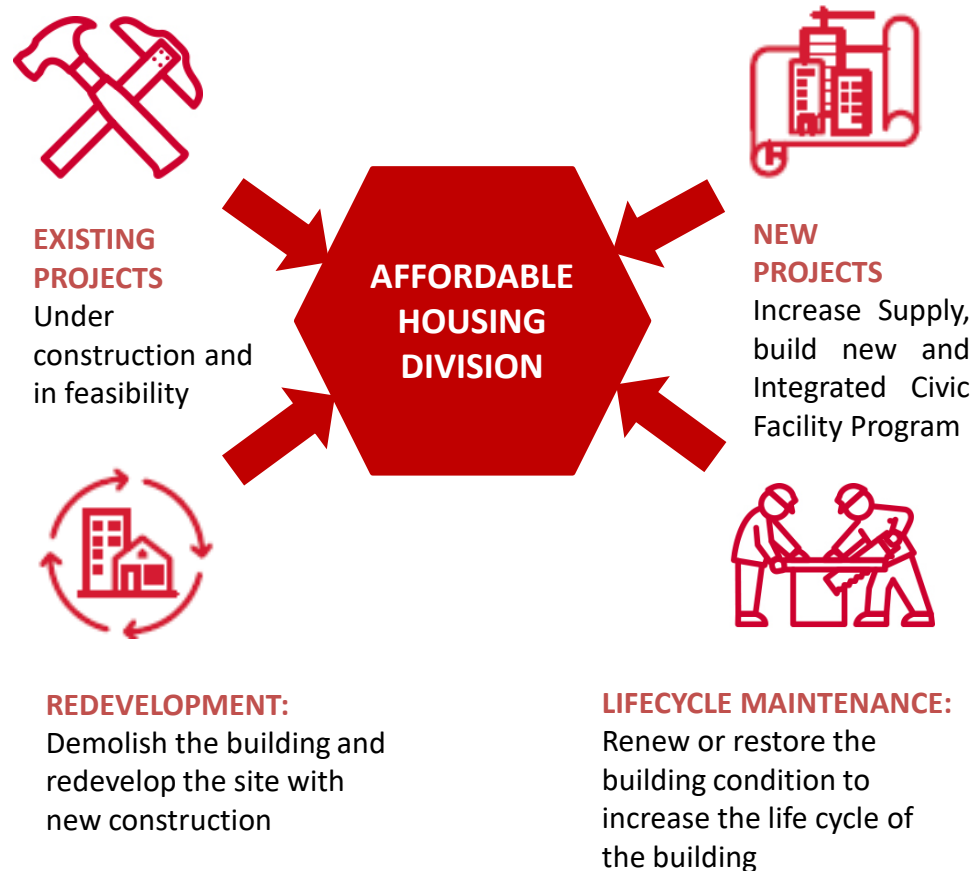 EXISTING
PROJECTS
Under
construction and
in feasibility
AFFORDABLE
HOUSING
DIVISION
NEW
PROJECTS
Increase Supply,
build new and
Integrated Civic
Facility Program
REDEVELOPMENT:
Demolish the building and
redevelop the site with
new construction
LIFECYCLE MAINTENANCE:
Renew or restore the
building condition to
increase the life cycle of
the building